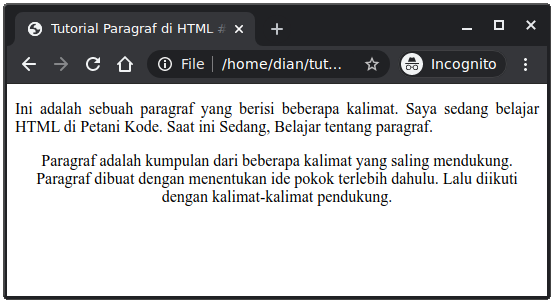 Tutorial Paragraf di HTML #
File
/home/dian/tut...
Incognito
Ini adalah sebuah paragraf yang berisi beberapa kalimat. Saya sedang belajar
HTML di Petani Kode. Saat ini Sedang, Belajar tentang paragraf.
Paragraf adalah kumpulan dari beberapa kalimat yang saling mendukung.
Paragraf dibuat dengan menentukan ide pokok terlebih dahulu. Lalu diikuti
dengan kalimat-kalimat pendukung.